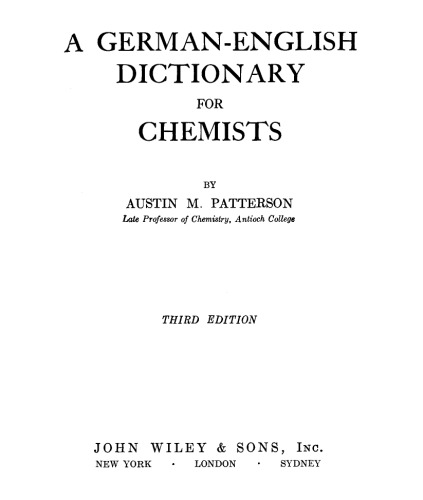 A GERMAN-ENGLISH
DICTIONARY
FOR
CHEMISTS
BY
AUSTIN M. PATTERSON
Late Professor of Chemistry, Antioch College
THIRD EDITION
JOHN WILEY & SONS, INC.
NEW YORK · LONDON · SYDNEY